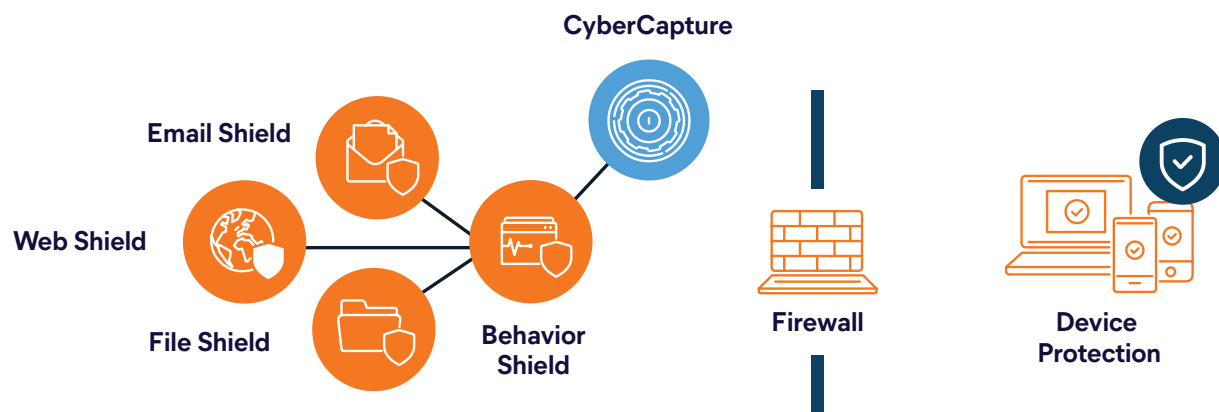 CyberCapture
Email Shield
Web Shield
File Shield
Behavior
Shield
Firewall
Device
Protection